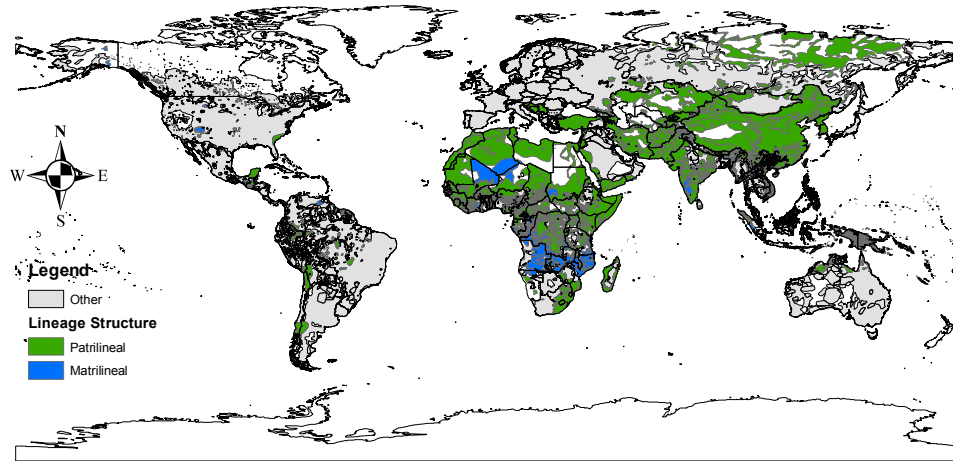 N
W E
S
Legend
Other
Lineage Structure
Patrilineal
Matrilineal